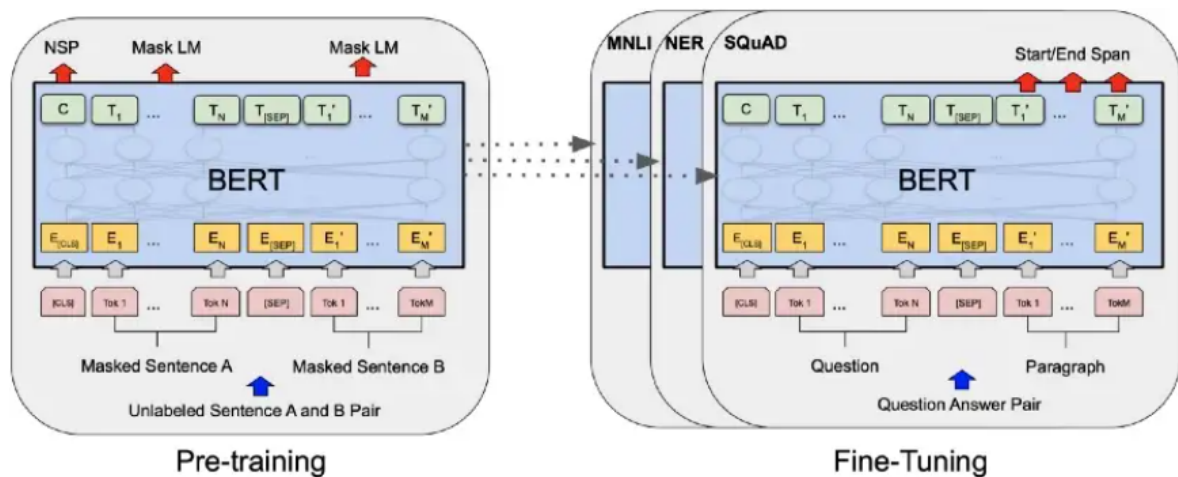 NSP Mask LM Mask LM
C T1 ... TN T[SEP] T1' ... TM'
BERT
E[CLS] E1 ... EN E[SEP] E1' ... EM'
[CLS] Tok 1 ... Tok N [SEP] Tok 1 ... TokM
Masked Sentence A Masked Sentence B
Unlabeled Sentence A and B Pair
Pre-training
MNLI NER SQuAD
Start/End Span
C T1 ... TN T[SEP] T1' ... TM'
BERT
E[CLS] E1 ... EN E[SEP] E1' ... EM'
[CLS] Tok 1 ... Tok N [SEP] Tok 1 ... TokM
Question Paragraph
Question Answer Pair
Fine-Tuning